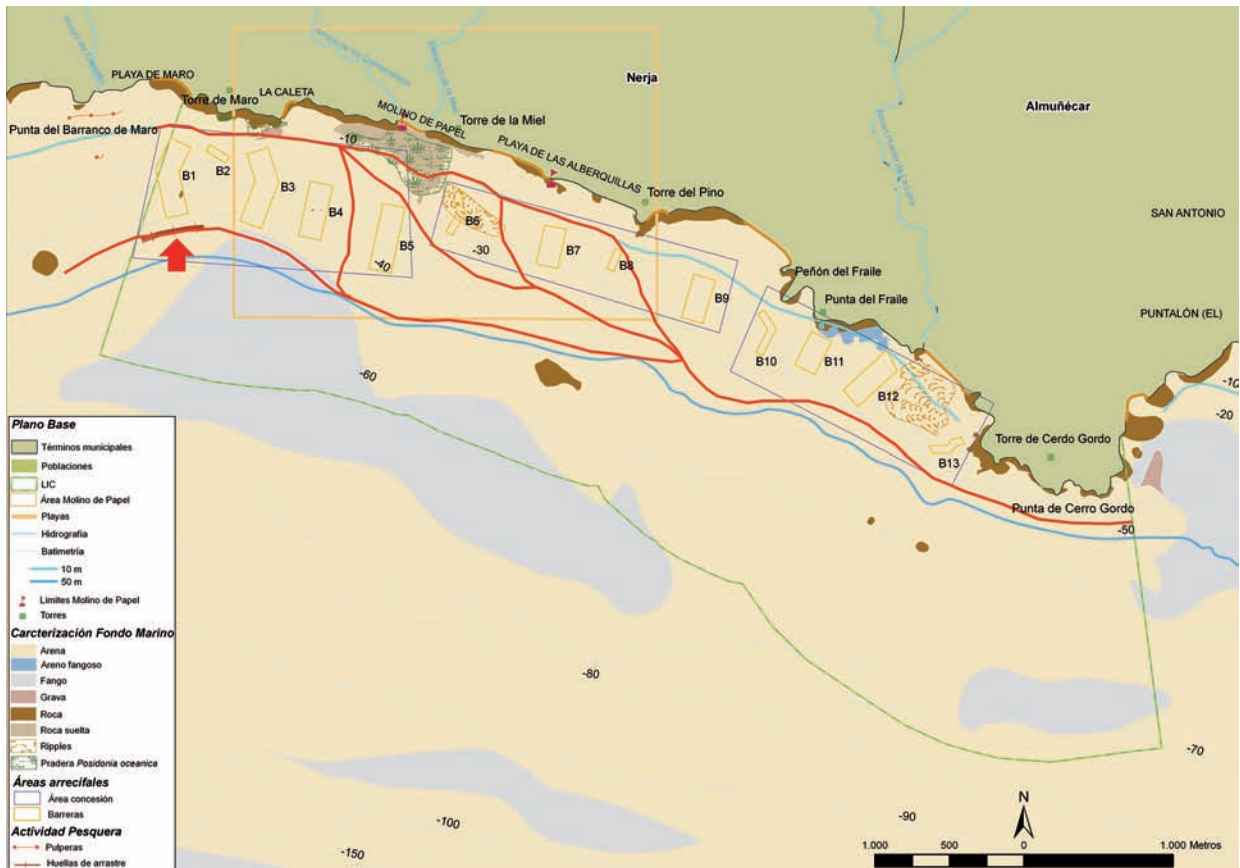 PLAYA DE MARO
Torre de Maro
LA CALETA
Punta del Barranco de Maro
MOLINO DE PAPEL
Torre de la Miel
PLAYA DE LAS ALBERQUILLAS
Torre del Pino
Nerja
Almuñécar
SAN ANTONIO
PUNTALÓN (EL)
Peñón del Fraile
Punta del Fraile
Torre de Cerdo Gordo
Punta de Cerro Gordo
B1
B2
B3
B4
B5
B6
B7
B8
B9
B10
B11
B12
B13
-10
-30
-40
-60
-10
-20
-50
-80
-70
-90
-100
-150
Plano Base
Términos municipales
Poblaciones
LIC
Área Molino de Papel
Playas
Hidrografía
Batimetría
10 m
50 m
Limites Molino de Papel
Torres
Carcterización Fondo Marino
Arena
Areno fangoso
Fango
Grava
Roca
Roca suelta
Ripples
Pradera Posidonia oceanica
Áreas arrecifales
Área concesión
Barreras
Actividad Pesquera
Pulperas
Huellas de arrastre
N
1.000 500 0 1.000 Metros